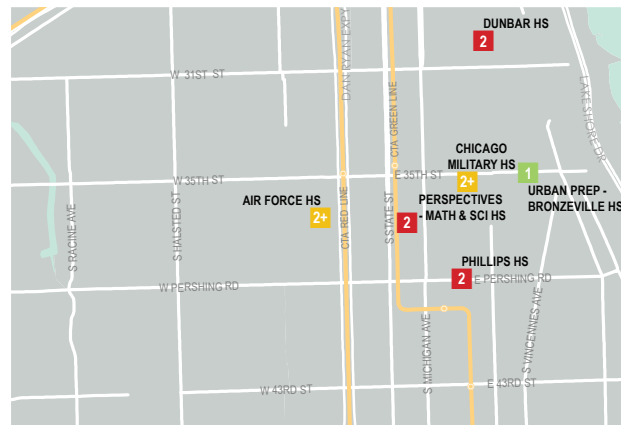 DUNBAR HS
2
DAN RYAN EXPY
W 31ST ST
CTA GREEN LINE
LAKE SHORE DR
CHICAGO
MILITARY HS
1
W 35TH ST
E 35TH ST
2+
URBAN PREP -
BRONZEVILLE HS
AIR FORCE HS
2+
PERSPECTIVES
- MATH & SCI HS
2
S RACINE AVE
S HALSTED ST
CTA RED LINE
S STATE ST
PHILLIPS HS
2
E PERSHING RD
W PERSHING RD
S MICHIGAN AVE
S VINCENNES AVE
W 43RD ST
E 43RD ST